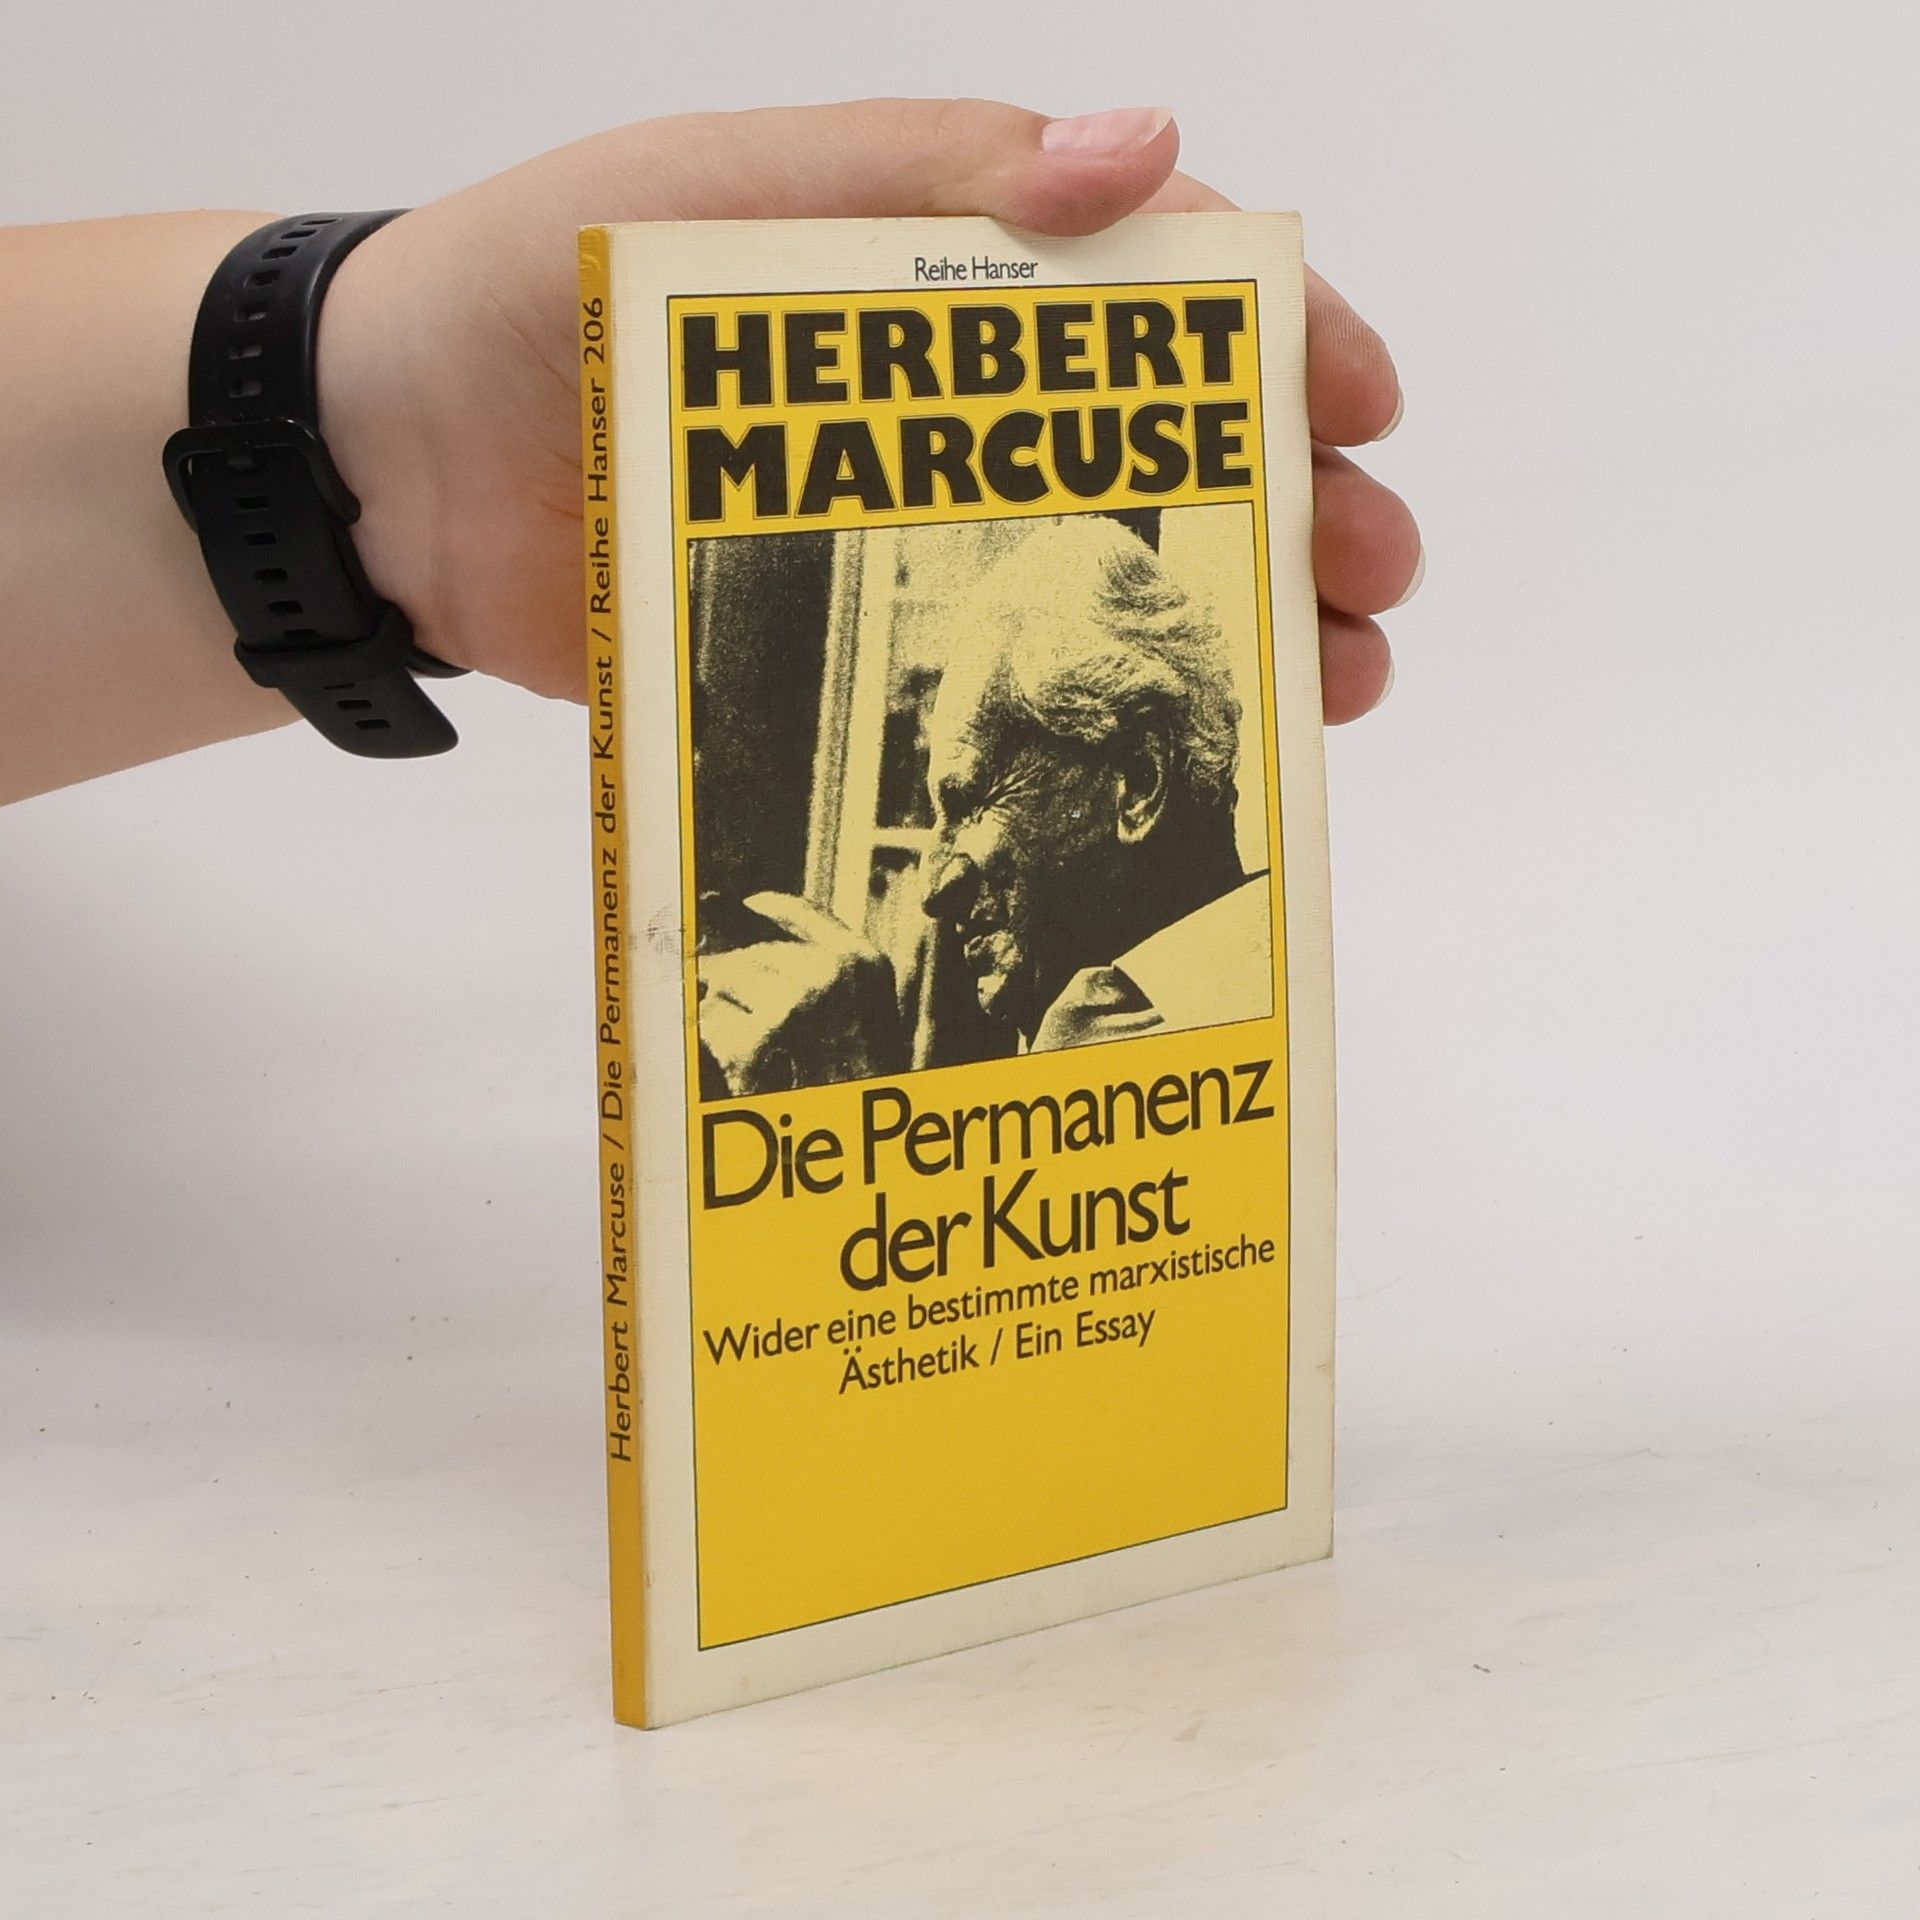 Reihe Hanser
HERBERT
MARCUSE
Die Permanenz
der Kunst
Wider eine bestimmte marxistische
Ästhetik / Ein Essay
Herbert Marcuse / Die Permanenz der Kunst / Reihe Hanser 206